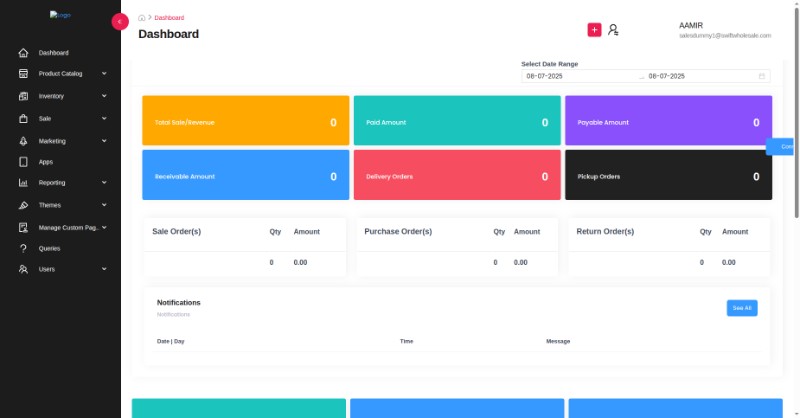 Logo
Dashboard
Dashboard
AAMIR
salesdummy1@swiftwholesale.com
Dashboard
Product Catalog
Inventory
Sale
Marketing
Apps
Reporting
Themes
Manage Custom Pag..
Queries
Users
Select Date Range
08-07-2025 08-07-2025
Total Sale/Revenue 0
Paid Amount 0
Payable Amount 0
Receivable Amount 0
Delivery Orders 0
Pickup Orders 0
Sale Order(s) Qty Amount
0 0.00
Purchase Order(s) Qty Amount
0 0.00
Return Order(s) Qty Amount
0 0.00
Notifications
Notifications
See All
Date | Day Time Message